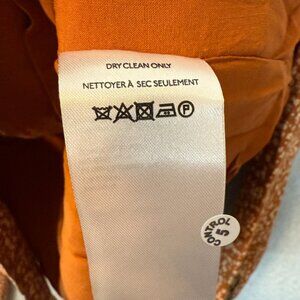 DRY CLEAN ONLY
NETTOYER À SEC SEULEMENT
P
CONTROL
5